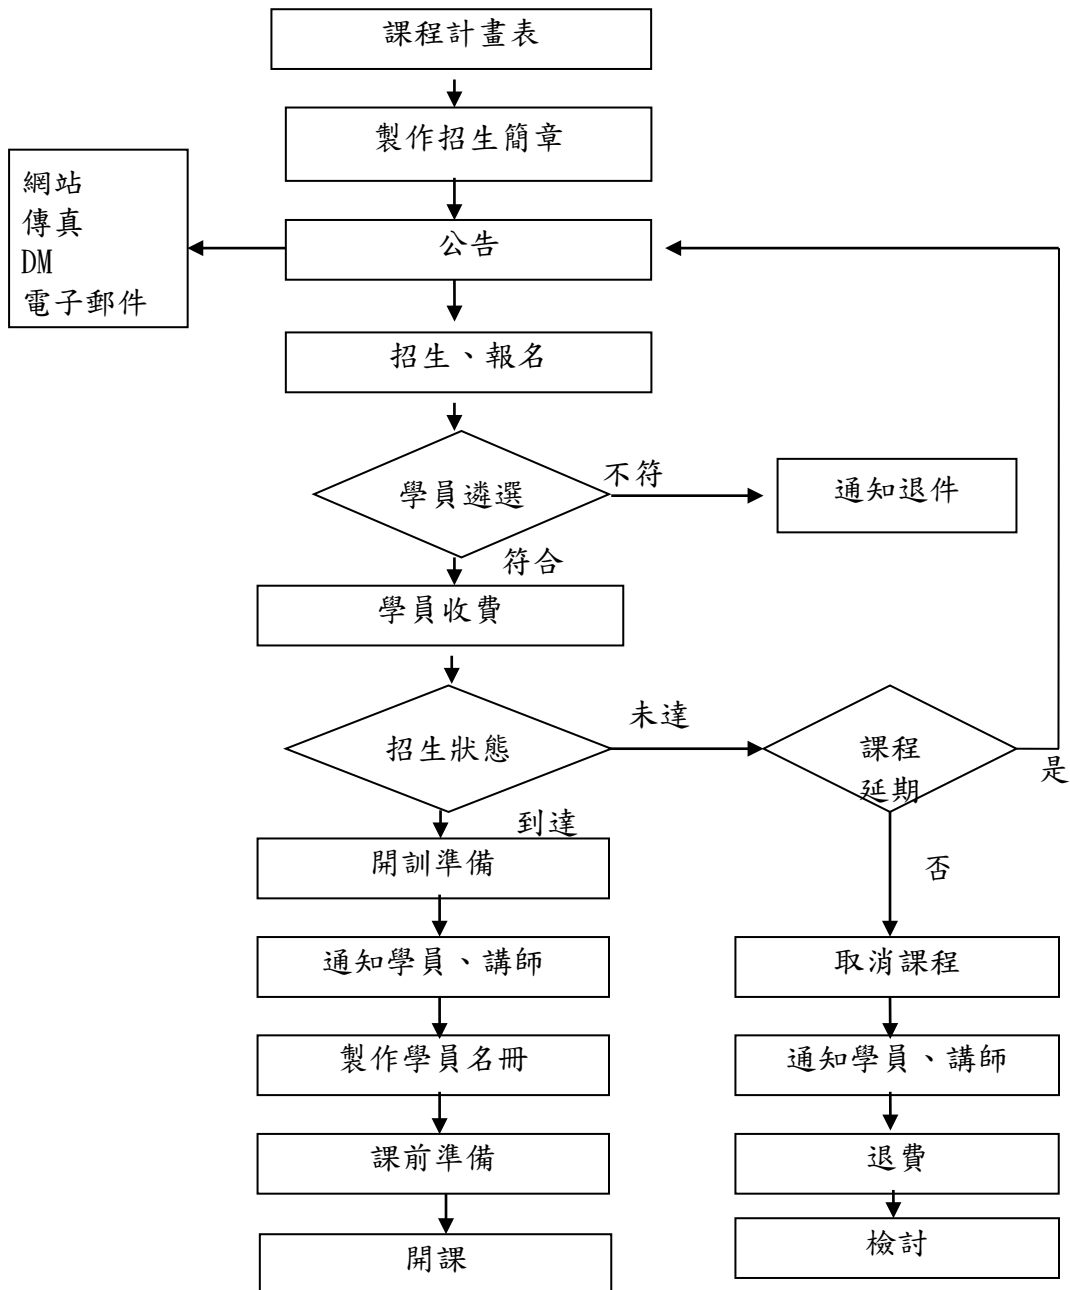 課程計畫表
製作招生簡章
網站
傳真
DM
電子郵件
公告
招生、報名
學員遴選
不符
通知退件
符合
學員收費
招生狀態
未達
課程
延期
是
到達
開訓準備
否
通知學員、講師
取消課程
製作學員名冊
通知學員、講師
課前準備
退費
開課
檢討